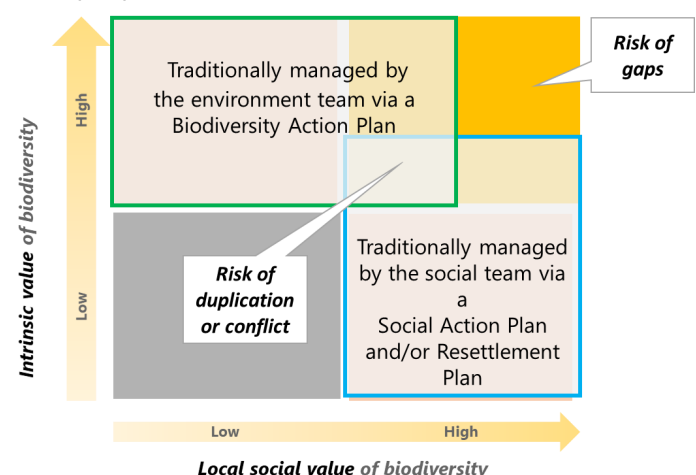 Risk of
gaps
Traditionally managed by
the environment team via a
Biodiversity Action Plan
High
Intrinsic value of biodiversity
Low
Risk of
duplication
or conflict
Traditionally managed
by the social team via
a
Social Action Plan
and/or Resettlement
Plan
Low
High
Local social value of biodiversity